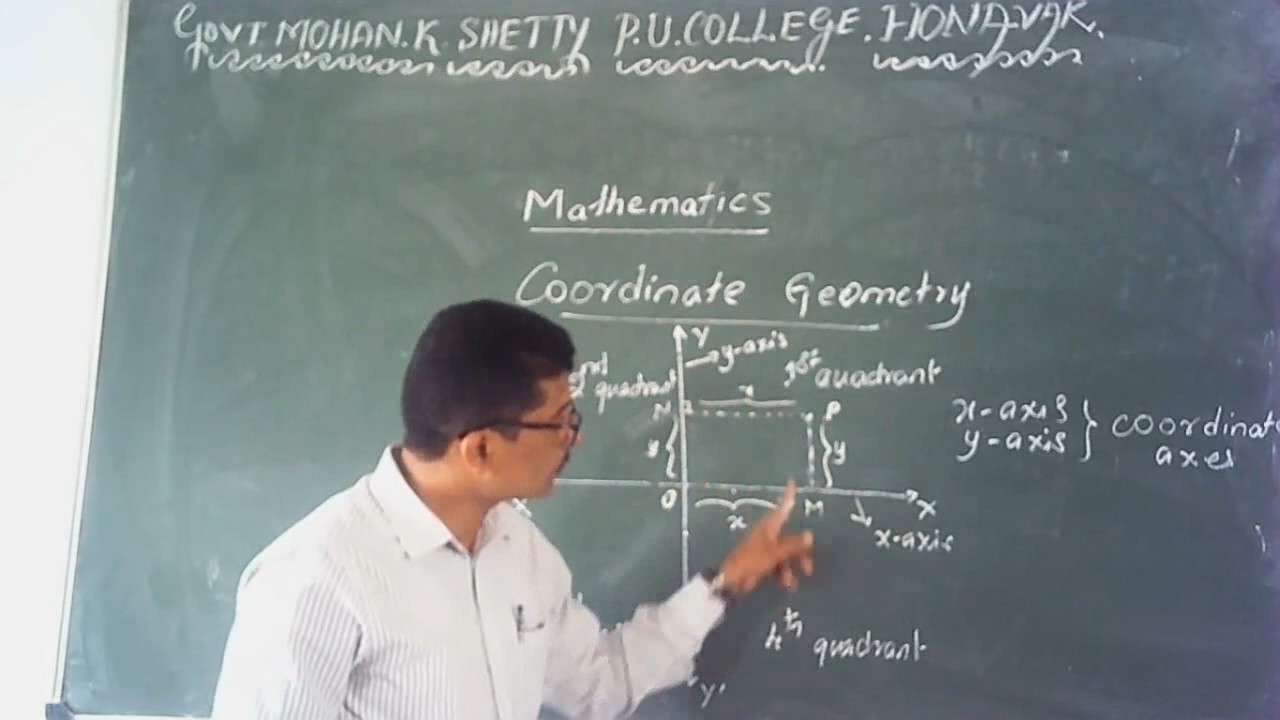 GOVT MOHAN.K. SHETTY P.U.COLLEGE. HONAVAR.
Mathematics
Coordinate Geometry
Y
y-axis
2nd
quadrant
1st quadrant
x
N
P
y
y
x-axis
y-axis
} coordinate
axes
X
O
x
M
X
x-axis
4th quadrant
Y'